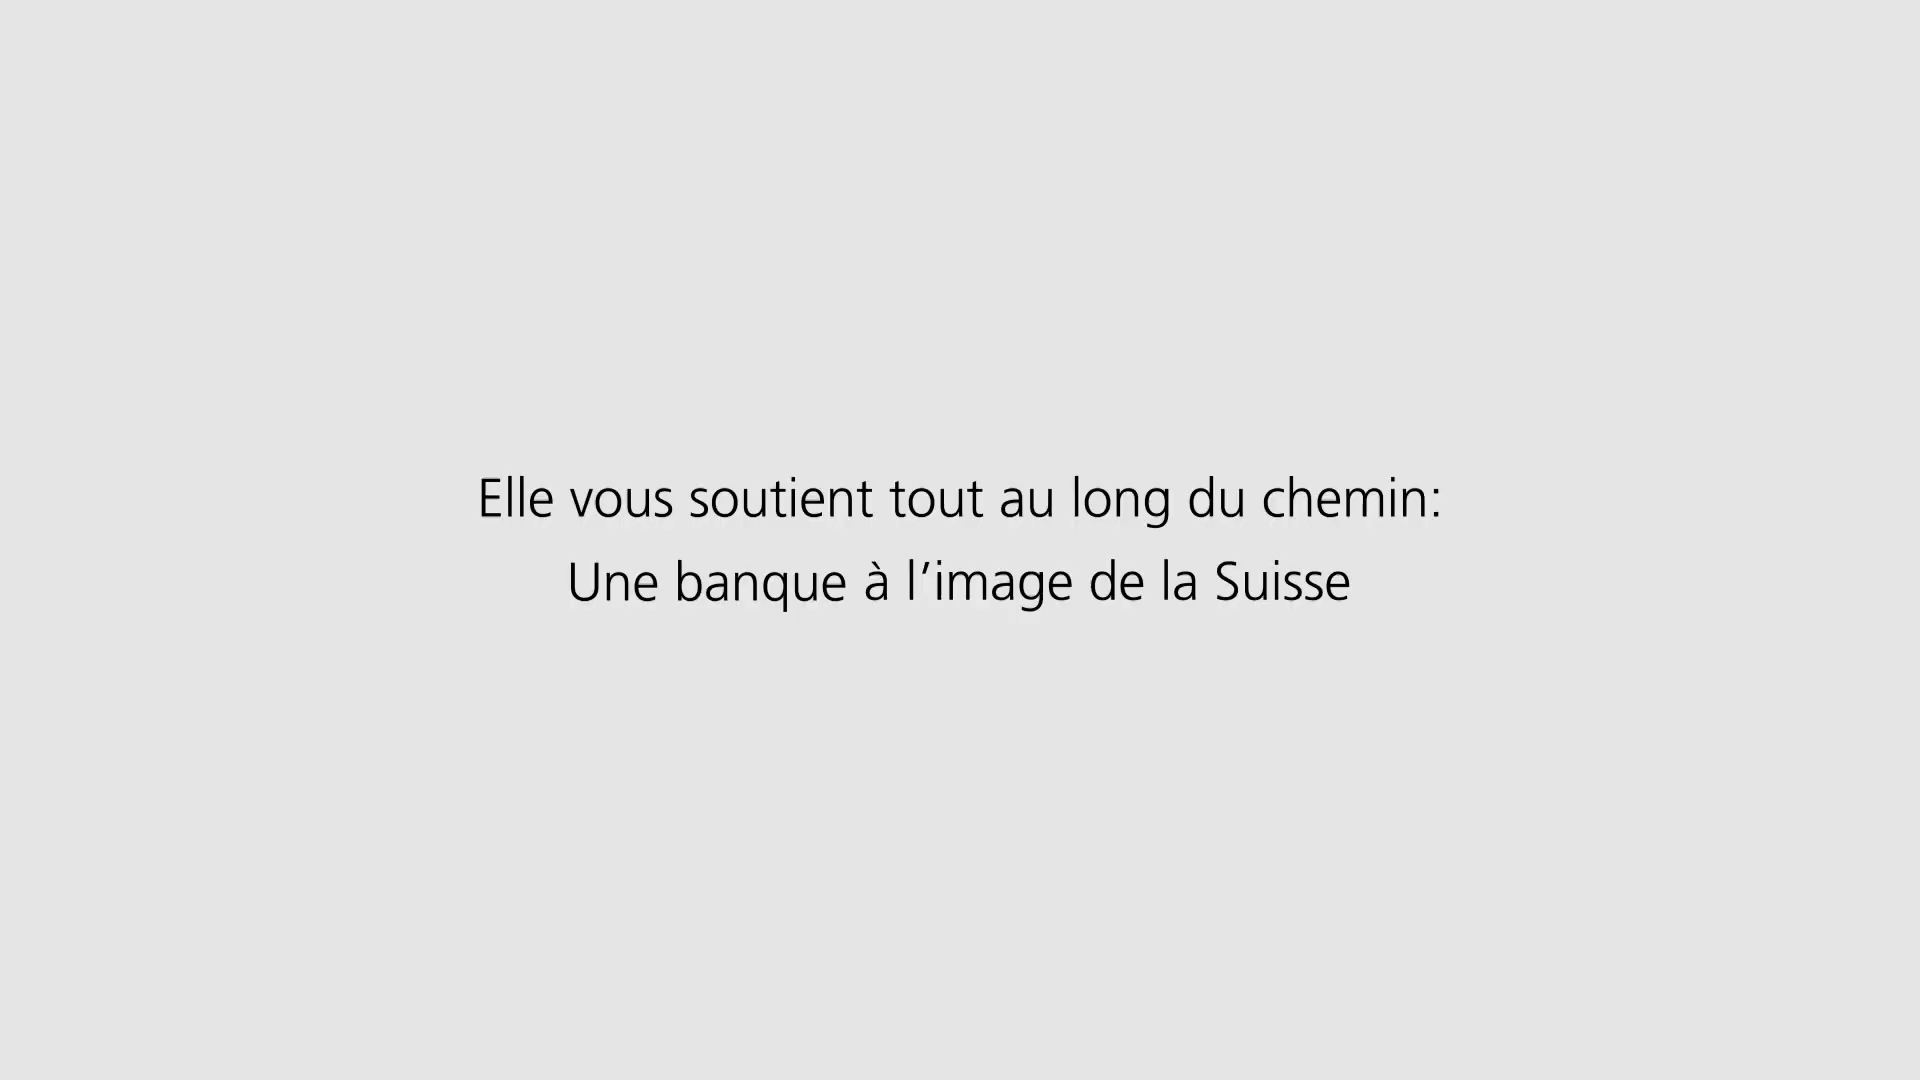 Elle vous soutient tout au long du chemin:
Une banque à l’image de la Suisse